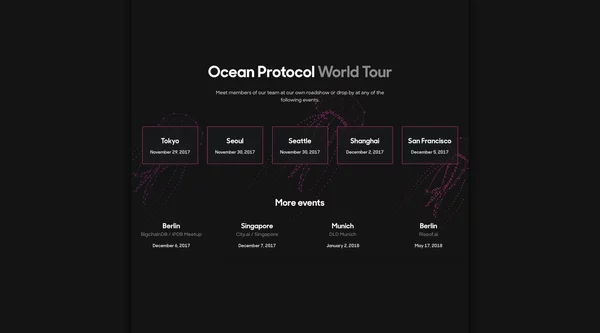 Ocean Protocol World Tour
Meet members of our team at our own roadshow or drop by at any of the
following events.
Tokyo
November 29, 2017
Seoul
November 30, 2017
Seattle
November 30, 2017
Shanghai
December 2, 2017
San Francisco
December 5, 2017
More events
Berlin
BigchainDB / IPDB Meetup
December 6, 2017
Singapore
City.ai / Singapore
December 7, 2017
Munich
DLD Munich
January 2, 2018
Berlin
Rise of ai
May 17, 2018